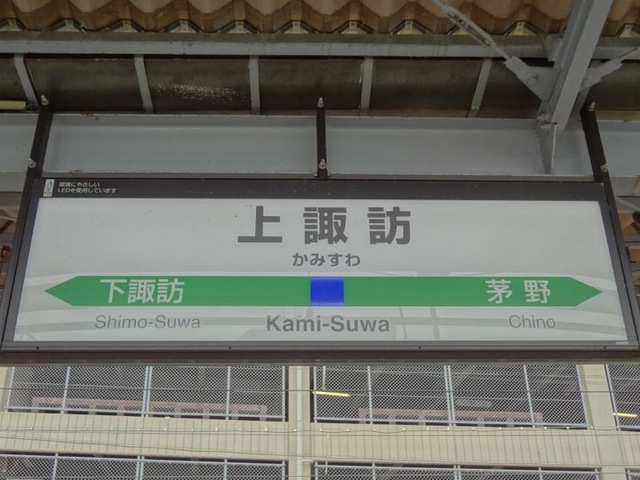 環境にやさしい
LEDを使用しています
上諏訪
かみすわ
下諏訪 茅野
Shimo-Suwa Kami-Suwa Chino